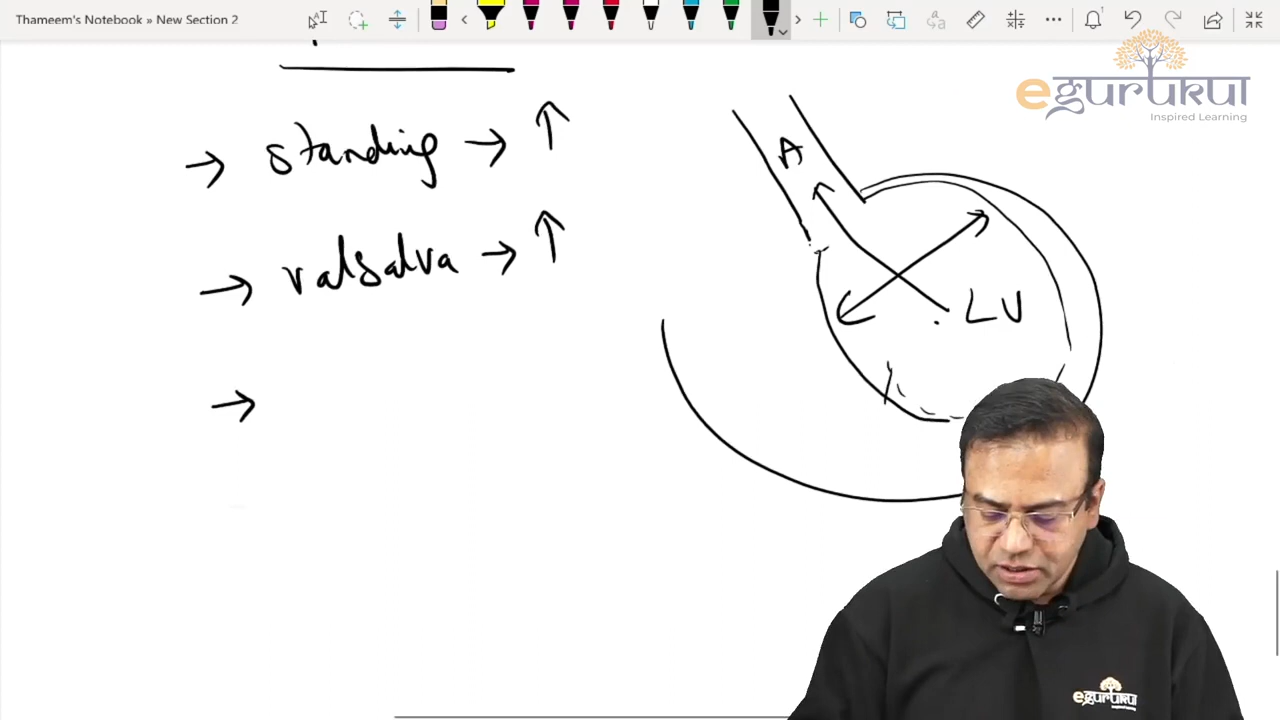 Thameem's Notebook » New Section 2
egurukul
Inspired Learning
→ standing → ↑
→ valsalva → ↑
→
A
LV
egurukul